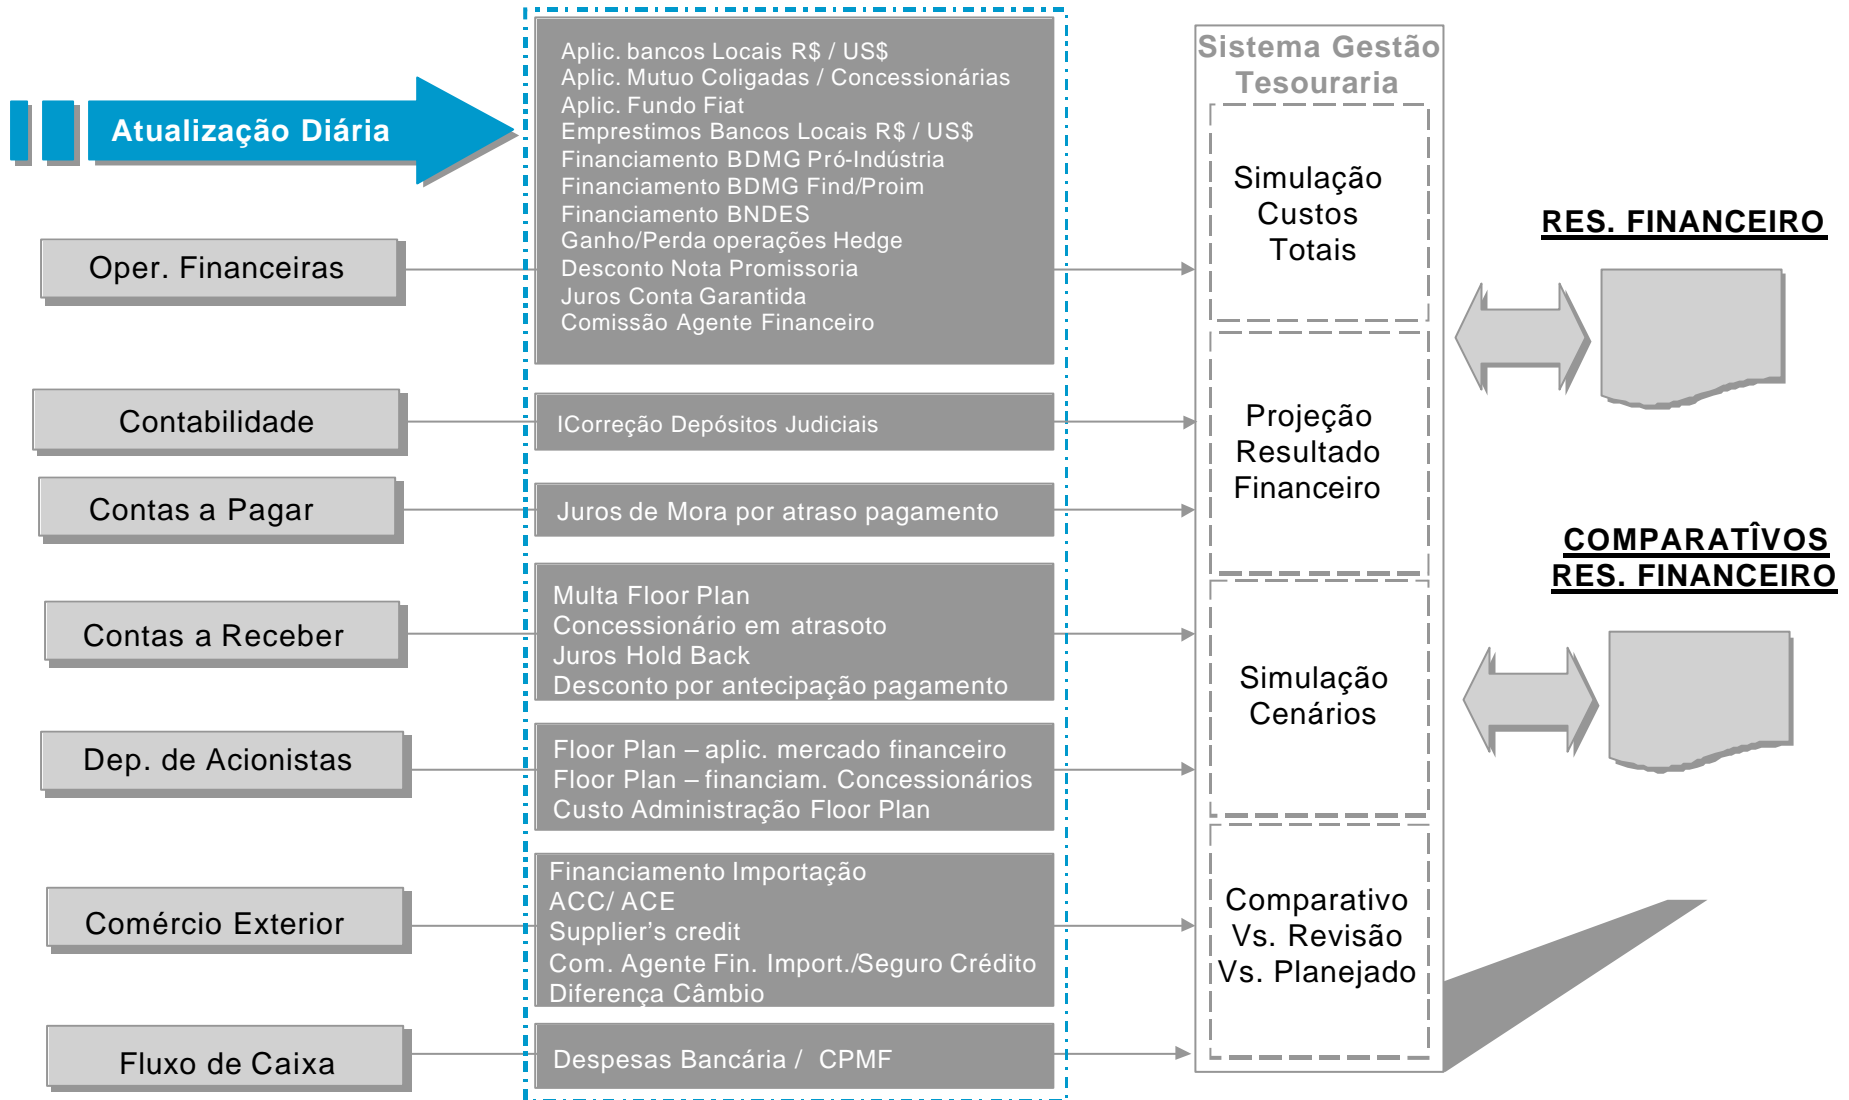 Atualização Diária
Oper. Financeiras
Contabilidade
Contas a Pagar
Contas a Receber
Dep. de Acionistas
Comércio Exterior
Fluxo de Caixa
Aplic. bancos Locais R$ / US$
Aplic. Mutuo Coligadas / Concessionárias
Aplic. Fundo Fiat
Emprestimos Bancos Locais R$ / US$
Financiamento BDMG Pró-Indústria
Financiamento BDMG Find/Proim
Financiamento BNDES
Ganho/Perda operações Hedge
Desconto Nota Promissoria
Juros Conta Garantida
Comissão Agente Financeiro
ICorreção Depósitos Judiciais
Juros de Mora por atraso pagamento
Multa Floor Plan
Concessionário em atrasoto
Juros Hold Back
Desconto por antecipação pagamento
Floor Plan – aplic. mercado financeiro
Floor Plan – financiam. Concessionários
Custo Administração Floor Plan
Financiamento Importação
ACC/ ACE
Supplier's credit
Com. Agente Fin. Import./Seguro Crédito
Diferença Câmbio
Despesas Bancária / CPMF
Sistema Gestão
Tesouraria
Simulação
Custos
Totais
Projeção
Resultado
Financeiro
Simulação
Cenários
Comparativo
Vs. Revisão
Vs. Planejado
RES. FINANCEIRO
COMPARATÎVOS
RES. FINANCEIRO